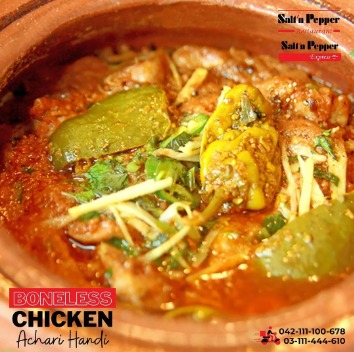 Salt'n Pepper
Restaurants
Salt'n Pepper
Express
BONELESS
CHICKEN
Achari Handi
042-111-100-678
03-111-444-610